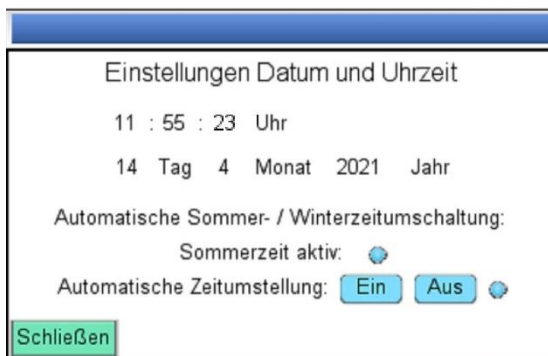 Einstellungen Datum und Uhrzeit
11 : 55 : 23 Uhr
14 Tag 4 Monat 2021 Jahr
Automatische Sommer- / Winterzeitumschaltung:
Sommerzeit aktiv:
Automatische Zeitumstellung: Ein Aus
Schließen